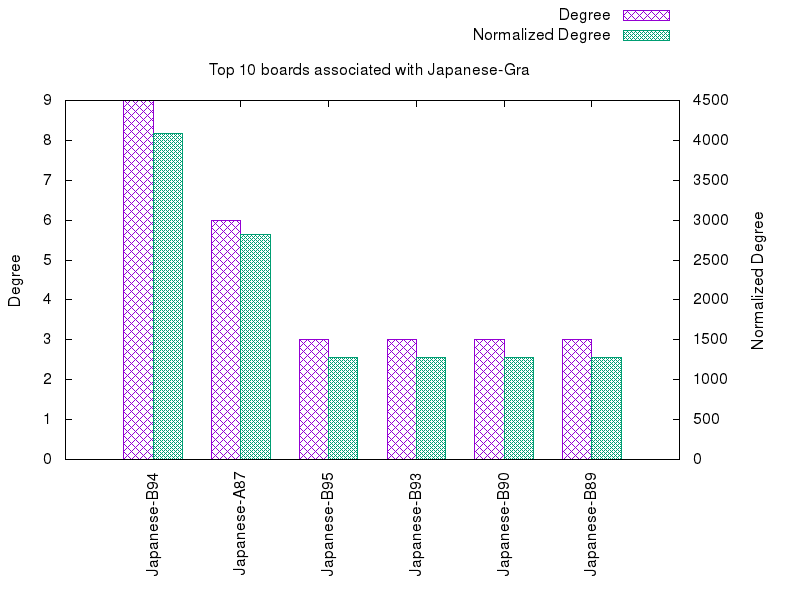 Degree
Normalized Degree
Top 10 boards associated with Japanese-Gra
9
8
7
6
5
4
3
2
1
0
4500
4000
3500
3000
2500
2000
1500
1000
500
0
Degree
Normalized Degree
Japanese-B94
Japanese-A87
Japanese-B95
Japanese-B93
Japanese-B90
Japanese-B89